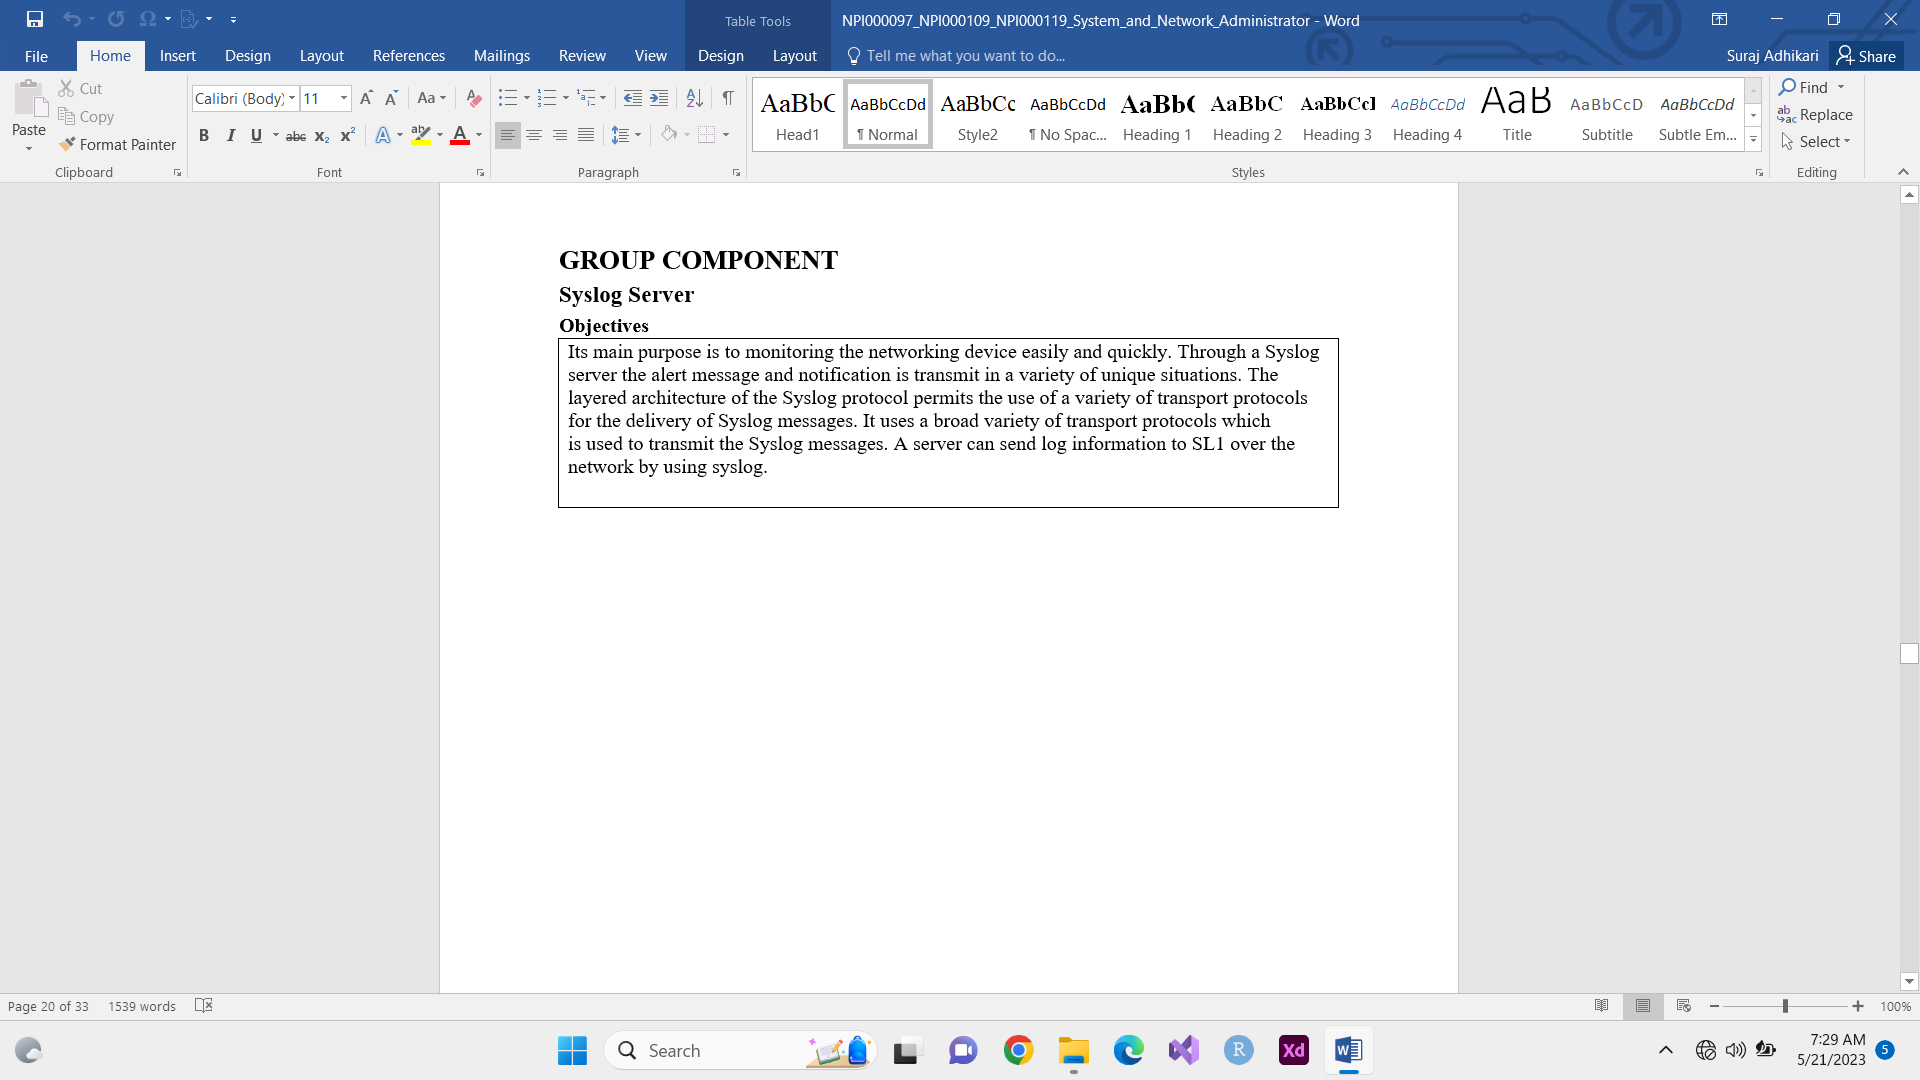 Table Tools
NPI000097_NPI000109_NPI000119_System_and_Network_Administrator - Word
File Home Insert Design Layout References Mailings Review View Design Layout Tell me what you want to do... Suraj Adhikari Share
Paste
Cut
Copy
Format Painter
Clipboard
Calibri (Body) 11
Font
Paragraph
AaBbC AaBbCcDd AaBbCc AaBbCcDd AaBb( AaBbC AaBbCcI AaBbCcDd AaB AaBbCcD AaBbCcDd
Head1 ¶ Normal Style2 ¶ No Spac... Heading 1 Heading 2 Heading 3 Heading 4 Title Subtitle Subtle Em...
Styles
Find
Replace
Select
Editing
GROUP COMPONENT
Syslog Server
Objectives
Its main purpose is to monitoring the networking device easily and quickly. Through a Syslog
server the alert message and notification is transmit in a variety of unique situations. The
layered architecture of the Syslog protocol permits the use of a variety of transport protocols
for the delivery of Syslog messages. It uses a broad variety of transport protocols which
is used to transmit the Syslog messages. A server can send log information to SL1 over the
network by using syslog.
Page 20 of 33 1539 words 100%
Search
7:29 AM
5/21/2023
5